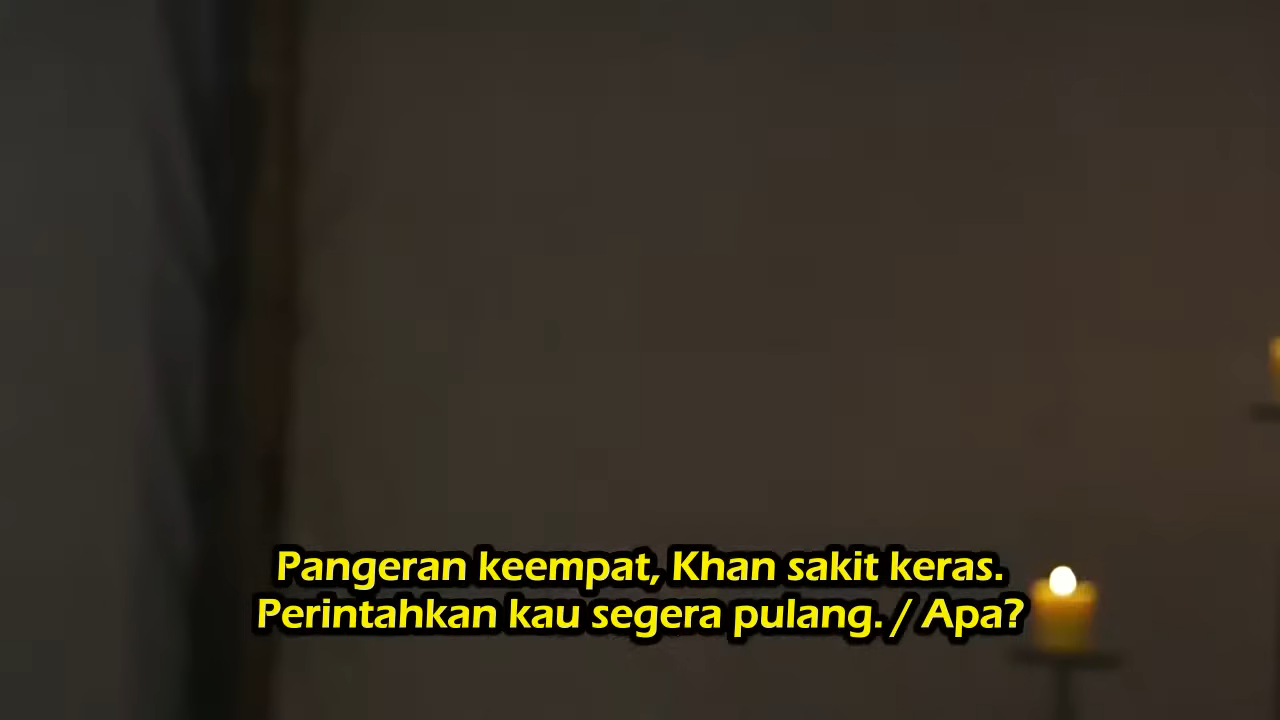 Pangeran keempat, Khan sakit keras.
Perintahkan kau segera pulang. / Apa?